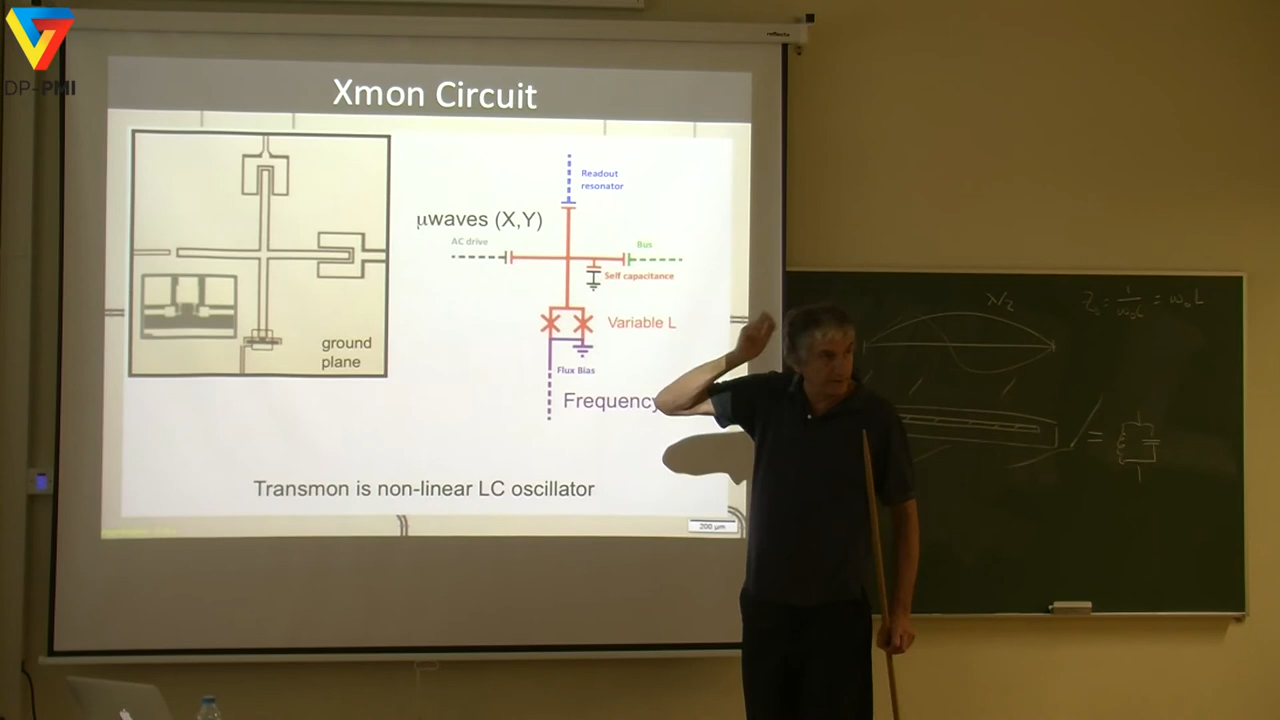 DP-PMI
reflecta
Xmon Circuit
Readout
resonator
μwaves (X,Y)
AC drive
Bus
Self capacitance
Variable L
ground
plane
Flux Bias
Frequency
Transmon is non-linear LC oscillator
200 μm
λ/2